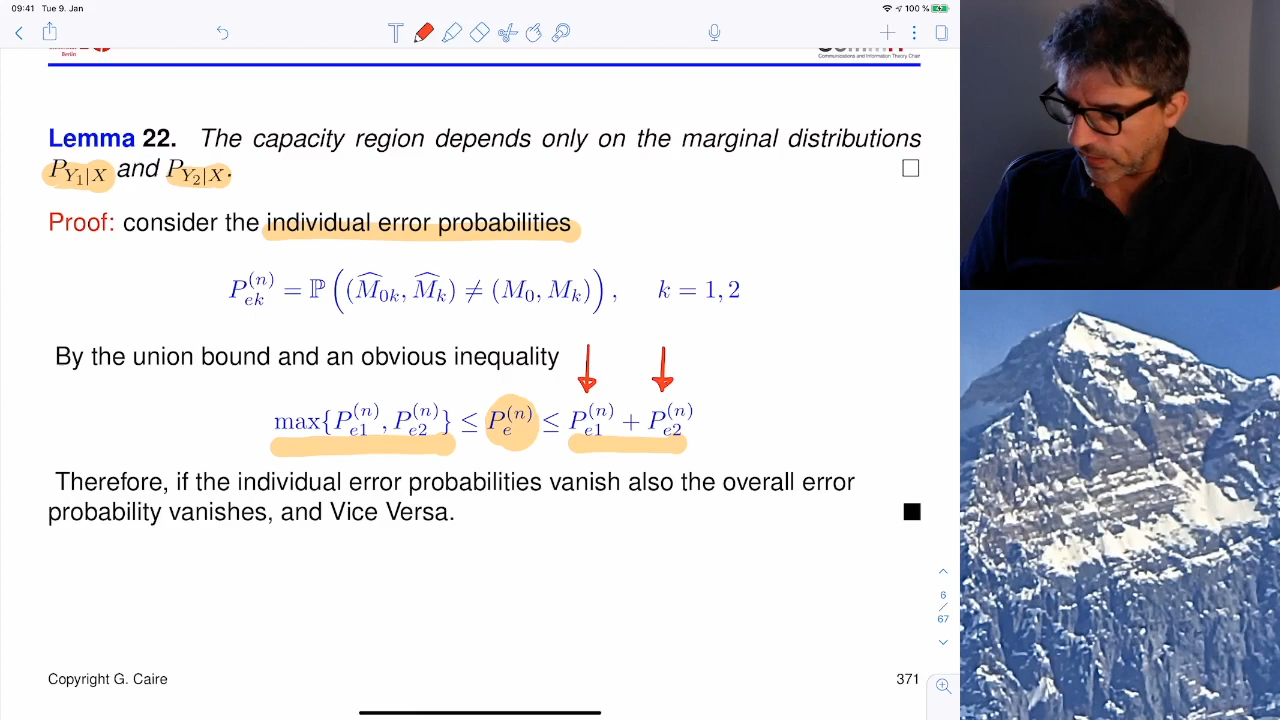 09:41 Tue 9. Jan
100 %
T
Berlin
Communications and Information Theory Chair
Lemma 22. The capacity region depends only on the marginal distributions
P_{Y_1|X} and P_{Y_2|X}. □
Proof: consider the individual error probabilities
P_{ek}^{(n)} = ℙ((\widehat{M}_{0k}, \widehat{M}_k) ≠ (M_0, M_k)), k = 1, 2
By the union bound and an obvious inequality
max{P_{e1}^{(n)}, P_{e2}^{(n)}} ≤ P_e^{(n)} ≤ P_{e1}^{(n)} + P_{e2}^{(n)}
Therefore, if the individual error probabilities vanish also the overall error
probability vanishes, and Vice Versa. ■
6
/
67
Copyright G. Caire 371